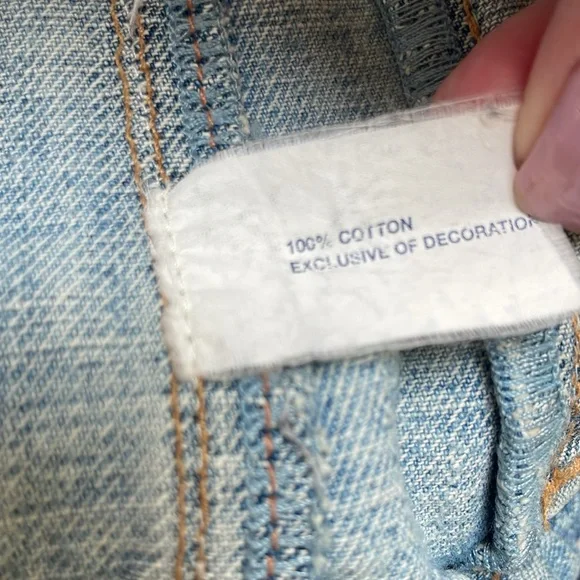 100% COTTON
EXCLUSIVE OF DECORATION